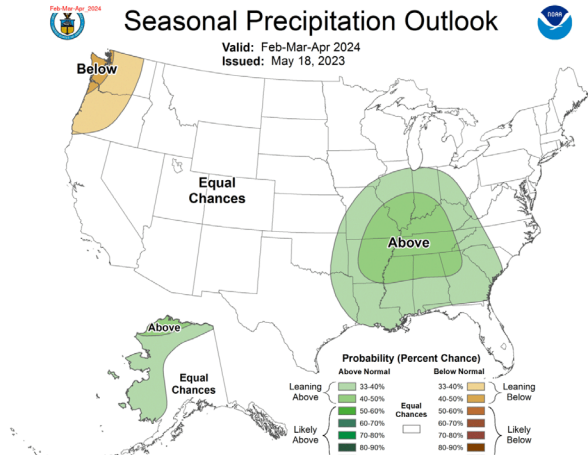 Feb-Mar-Apr_2024
Seasonal Precipitation Outlook
NOAA
Valid: Feb-Mar-Apr 2024
Issued: May 18, 2023
Below
Equal
Chances
Above
Above
Equal
Chances
Probability (Percent Chance)
Above Normal
Below Normal
Leaning
Above
33-40%
40-50%
Likely
Above
50-60%
60-70%
70-80%
80-90%
Equal
Chances
33-40%
40-50%
Leaning
Below
50-60%
60-70%
70-80%
80-90%
Likely
Below